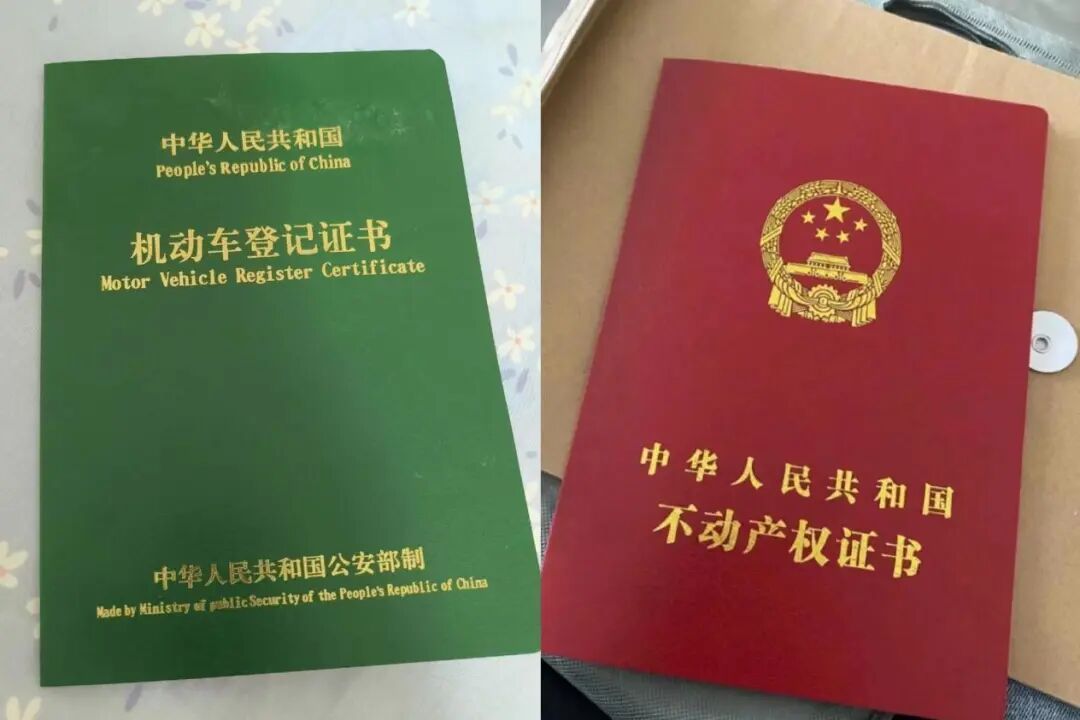 中华人民共和国
People's Republic of China
机动车登记证书
Motor Vehicle Register Certificate
中华人民共和国公安部制
Made by Ministry of public Security of the People's Republic of China
中华人民共和国
不动产权证书